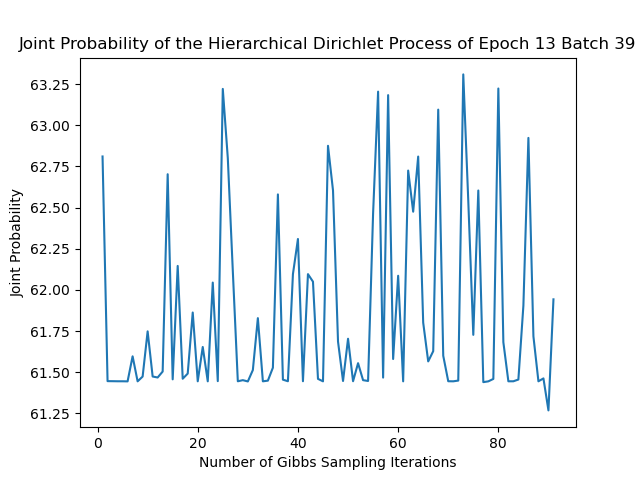 Joint Probability of the Hierarchical Dirichlet Process of Epoch 13 Batch 39
63.25
63.00
62.75
62.50
62.25
62.00
61.75
61.50
61.25
Joint Probability
0 20 40 60 80
Number of Gibbs Sampling Iterations